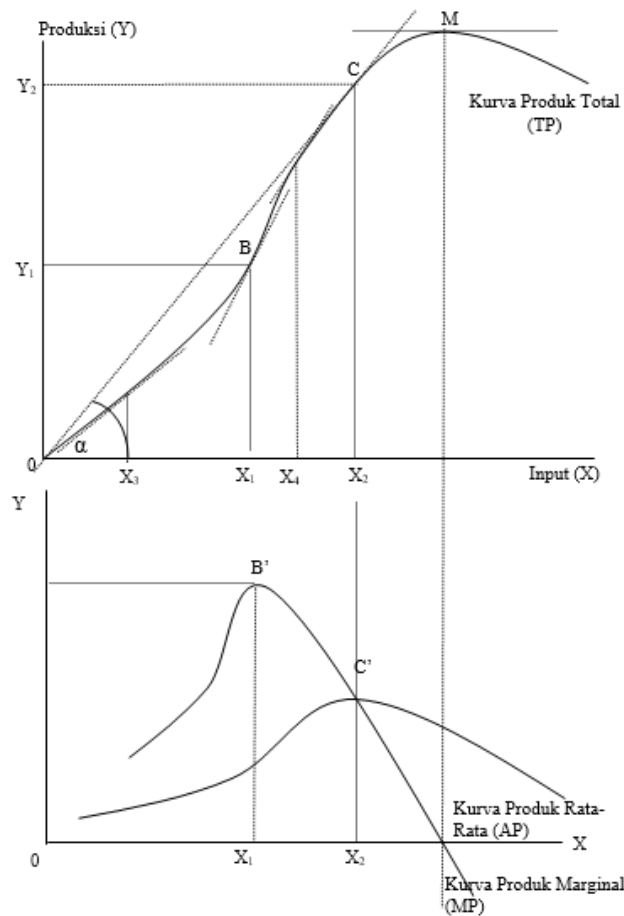 Produksi (Y)
M
C
Y₂
Kurva Produk Total
(TP)
B
Y₁
α
0
X₃
X₁
X₄
X₂
Input (X)
Y
B’
C’
Kurva Produk Rata-
Rata (AP)
X
0
X₁
X₂
Kurva Produk Marginal
(MP)